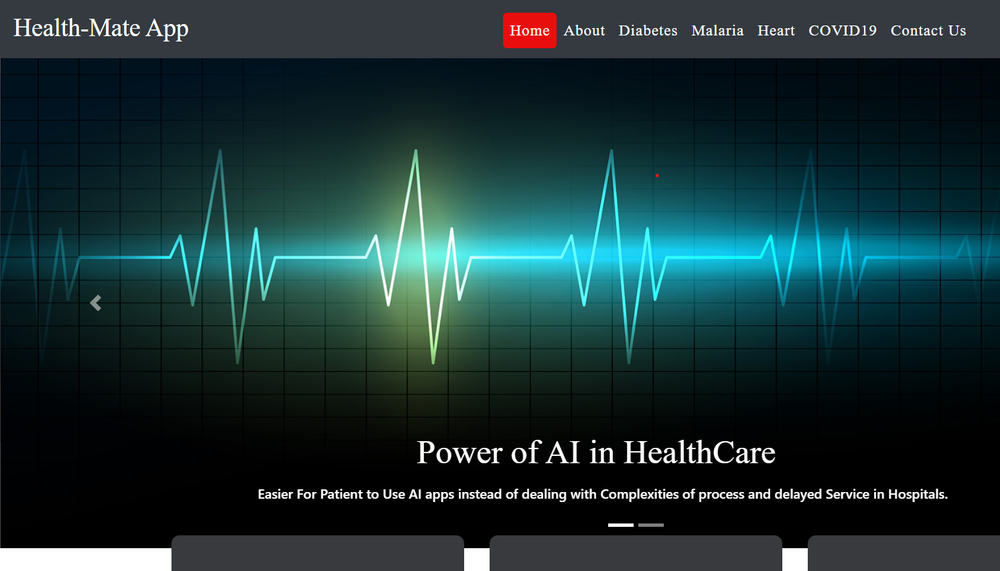 Health-Mate App
Home About Diabetes Malaria Heart COVID19 Contact Us
Power of AI in HealthCare
Easier For Patient to Use AI apps instead of dealing with Complexities of process and delayed Service in Hospitals.